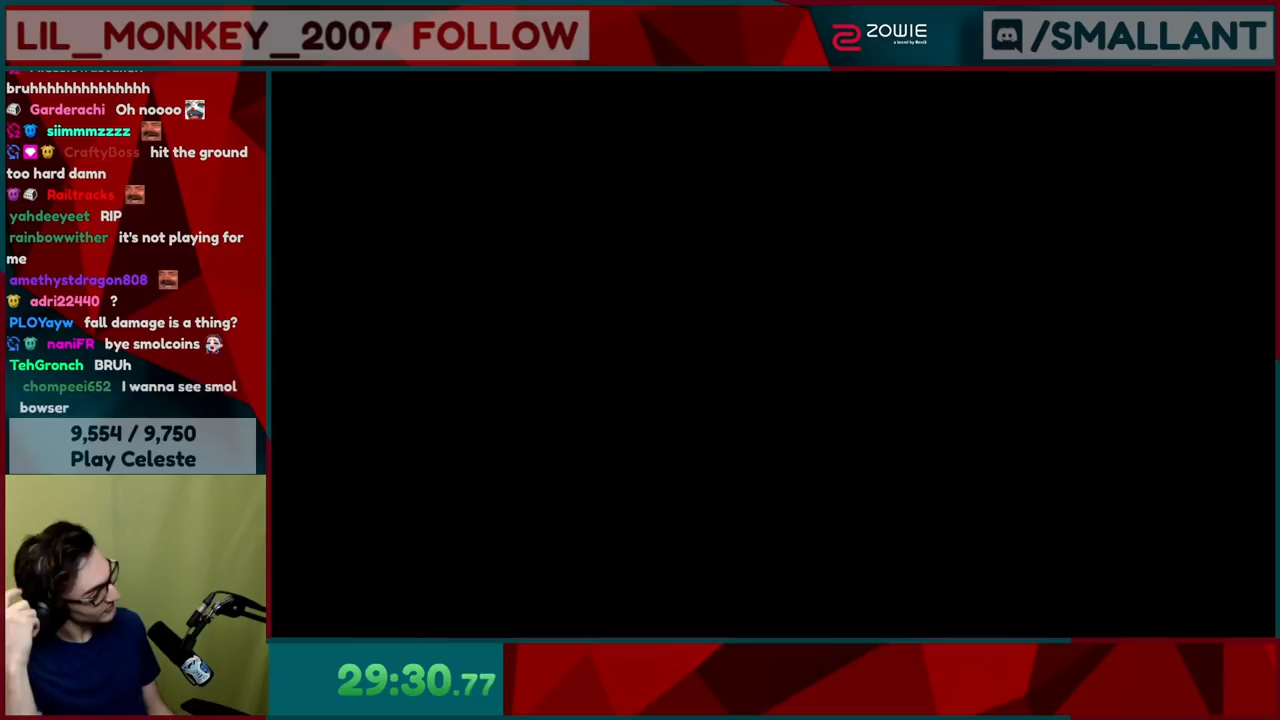 LIL_MONKEY_2007 FOLLOW
ZOWIE
/SMALLANT
bruhhhhhhhhhhhhhh
Garderachi Oh noooo
siimmmzzzz
CraftyBoss hit the ground
too hard damn
Railtracks
yahdeeyeet RIP
rainbowwither it's not playing for
me
amethystdragon808
adri22440 ?
PLOYayw fall damage is a thing?
naniFR bye smolcoins
TehGronch BRUh
chompeei652 I wanna see smol
bowser
9,554 / 9,750
Play Celeste
29:30.77